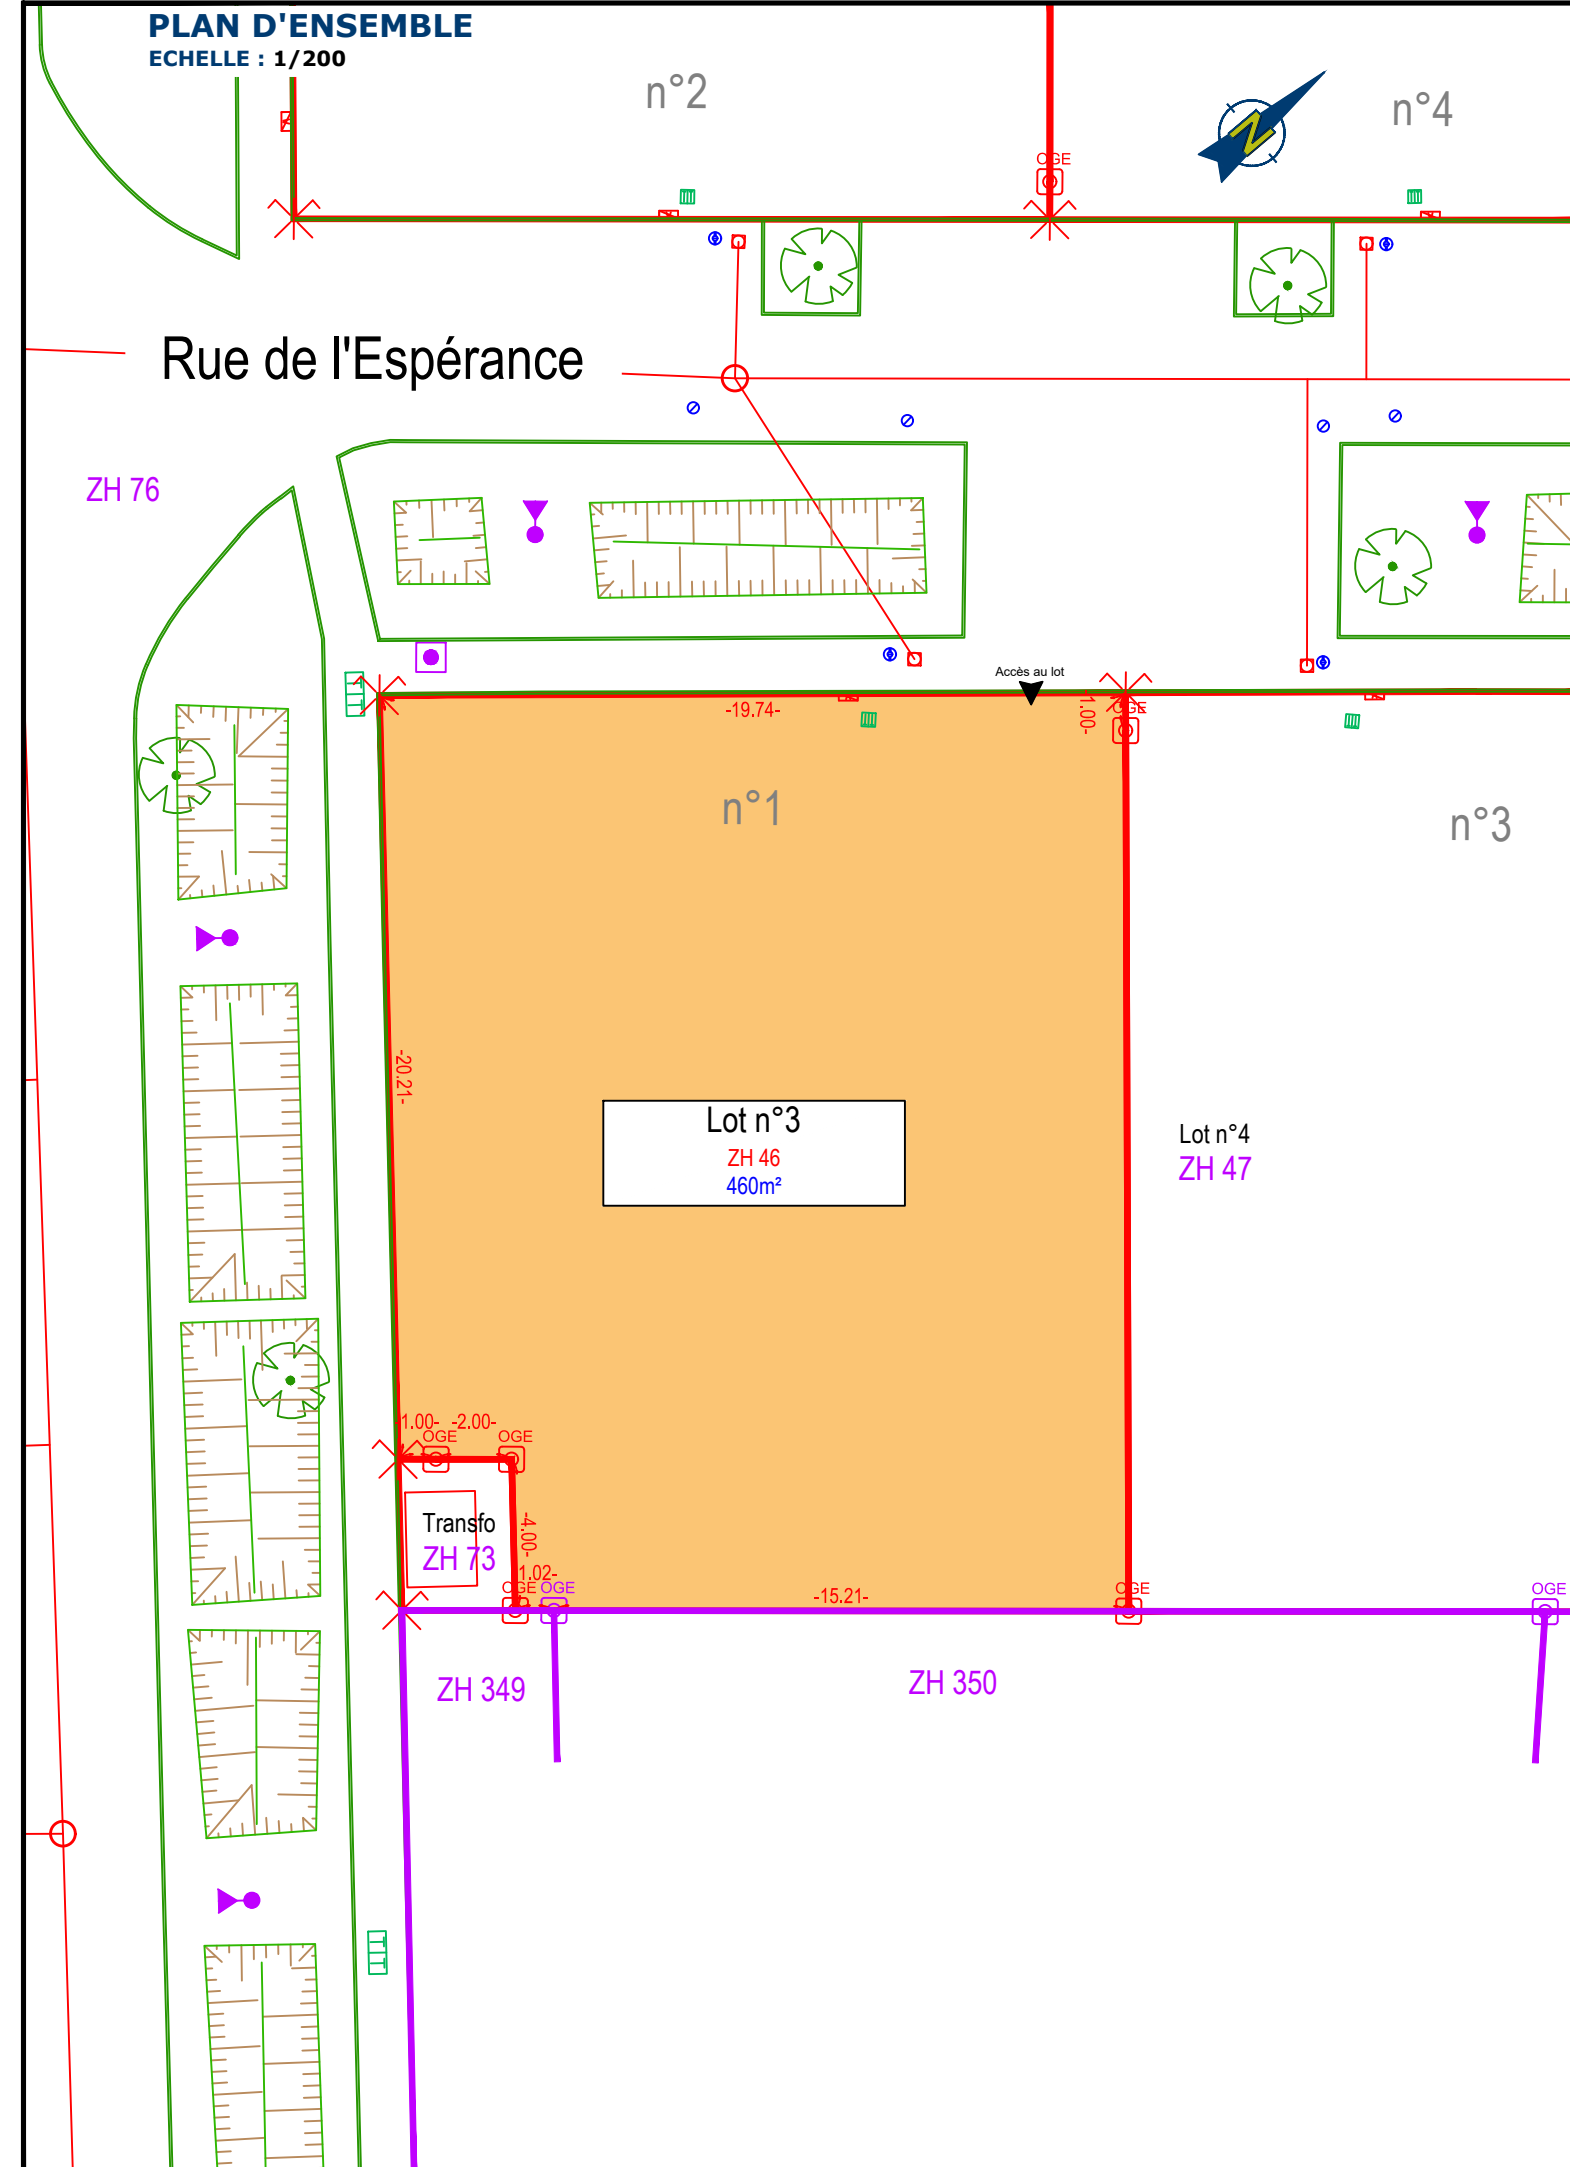 PLAN D'ENSEMBLE
ECHELLE : 1/200
n°2
n°4
N
OGE
Rue de l'Espérance
ZH 76
Accès au lot
-19.74-
-1.00-
OGE
n°1
n°3
-20.21-
Lot n°3
ZH 46
460m²
Lot n°4
ZH 47
-1.00-
-2.00-
OGE
OGE
Transfo
ZH 73
-4.00-
-1.02-
OGE
OGE
-15.21-
OGE
OGE
ZH 349
ZH 350